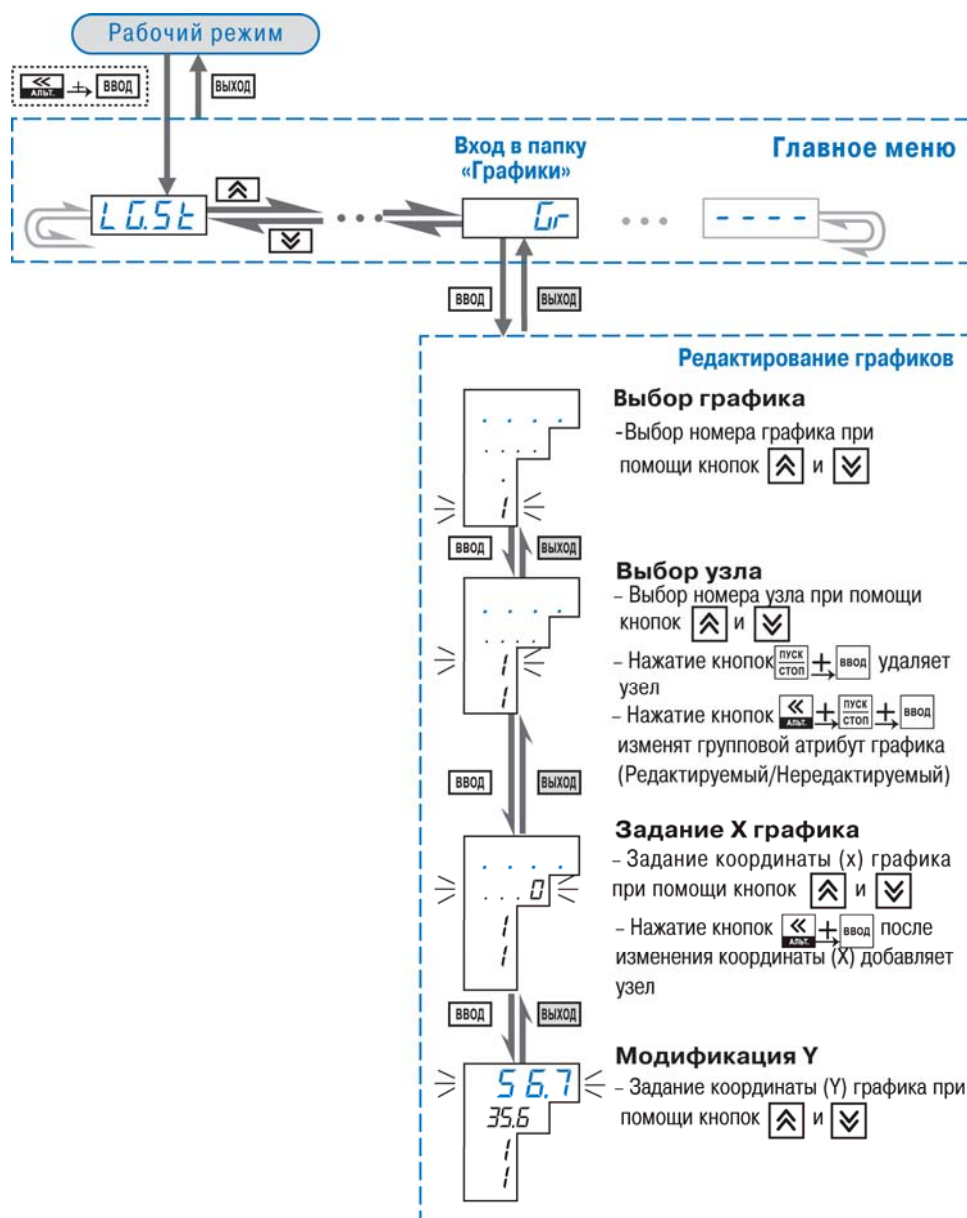 Рабочий режим
<< АЛЬТ. + ВВОД
ВЫХОД
Вход в папку
«Графики»
Главное меню
LG.St
Gr
- - - -
ВВОД
ВЫХОД
Редактирование графиков
Выбор графика
-Выбор номера графика при
помощи кнопок и
. . . .
. . . .
.
1
ВВОД
ВЫХОД
Выбор узла
– Выбор номера узла при помощи
кнопок и
– Нажатие кнопок ПУСК СТОП + ВВОД удаляет
узел
– Нажатие кнопок << АЛЬТ. + ПУСК СТОП + ВВОД
изменят групповой атрибут графика
(Редактируемый/Нередактируемый)
. . . .
. . . .
1
1
ВВОД
ВЫХОД
Задание X графика
– Задание координаты (х) графика
при помощи кнопок и
– Нажатие кнопок << АЛЬТ. + ВВОД после
изменения координаты (X) добавляет
узел
. . . .
. . . 0
1
1
ВВОД
ВЫХОД
Модификация Y
– Задание координаты (Y) графика при
помощи кнопок и
56.7
35.6
1
1